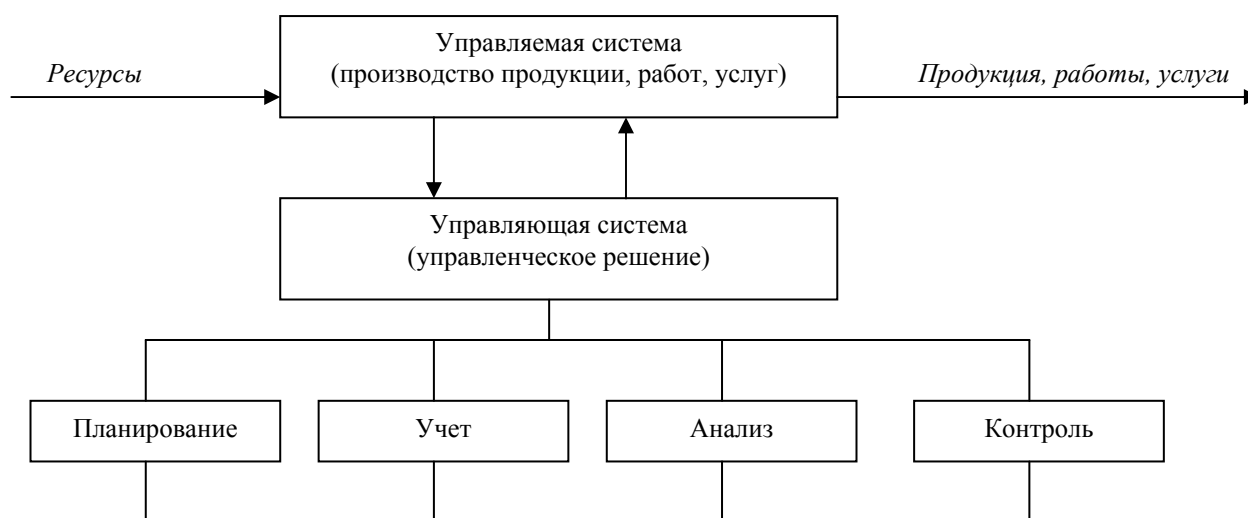 Управляемая система
(производство продукции, работ, услуг)
Ресурсы
Продукция, работы, услуги
Управляющая система
(управленческое решение)
Планирование
Учет
Анализ
Контроль